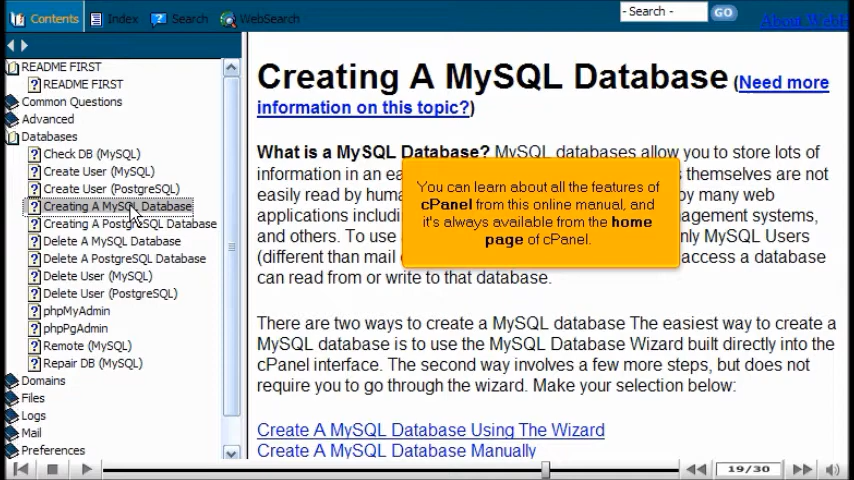 Contents
Index
Search
WebSearch
- Search -
GO
About WebH
README FIRST
README FIRST
Common Questions
Advanced
Databases
Check DB (MySQL)
Create User (MySQL)
Create User (PostgreSQL)
Creating A MySQL Database
Creating A PostgreSQL Database
Delete A MySQL Database
Delete A PostgreSQL Database
Delete User (MySQL)
Delete User (PostgreSQL)
phpMyAdmin
phpPgAdmin
Remote (MySQL)
Repair DB (MySQL)
Domains
Files
Logs
Mail
Preferences
Creating A MySQL Database (Need more
information on this topic?)
What is a MySQL Database? MySQL databases allow you to store lots of
information in an ea s themselves are not
easily read by huma by many web
applications includi agement systems,
and others. To use only MySQL Users
(different than mail access a database
can read from or write to that database.
You can learn about all the features of
cPanel from this online manual, and
it's always available from the home
page of cPanel.
There are two ways to create a MySQL database The easiest way to create a
MySQL database is to use the MySQL Database Wizard built directly into the
cPanel interface. The second way involves a few more steps, but does not
require you to go through the wizard. Make your selection below:
Create A MySQL Database Using The Wizard
Create A MySQL Database Manually
19/30